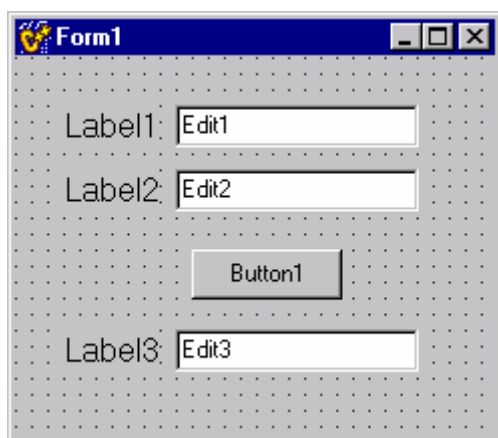 Form1
Label1: Edit1
Label2: Edit2
Button1
Label3: Edit3